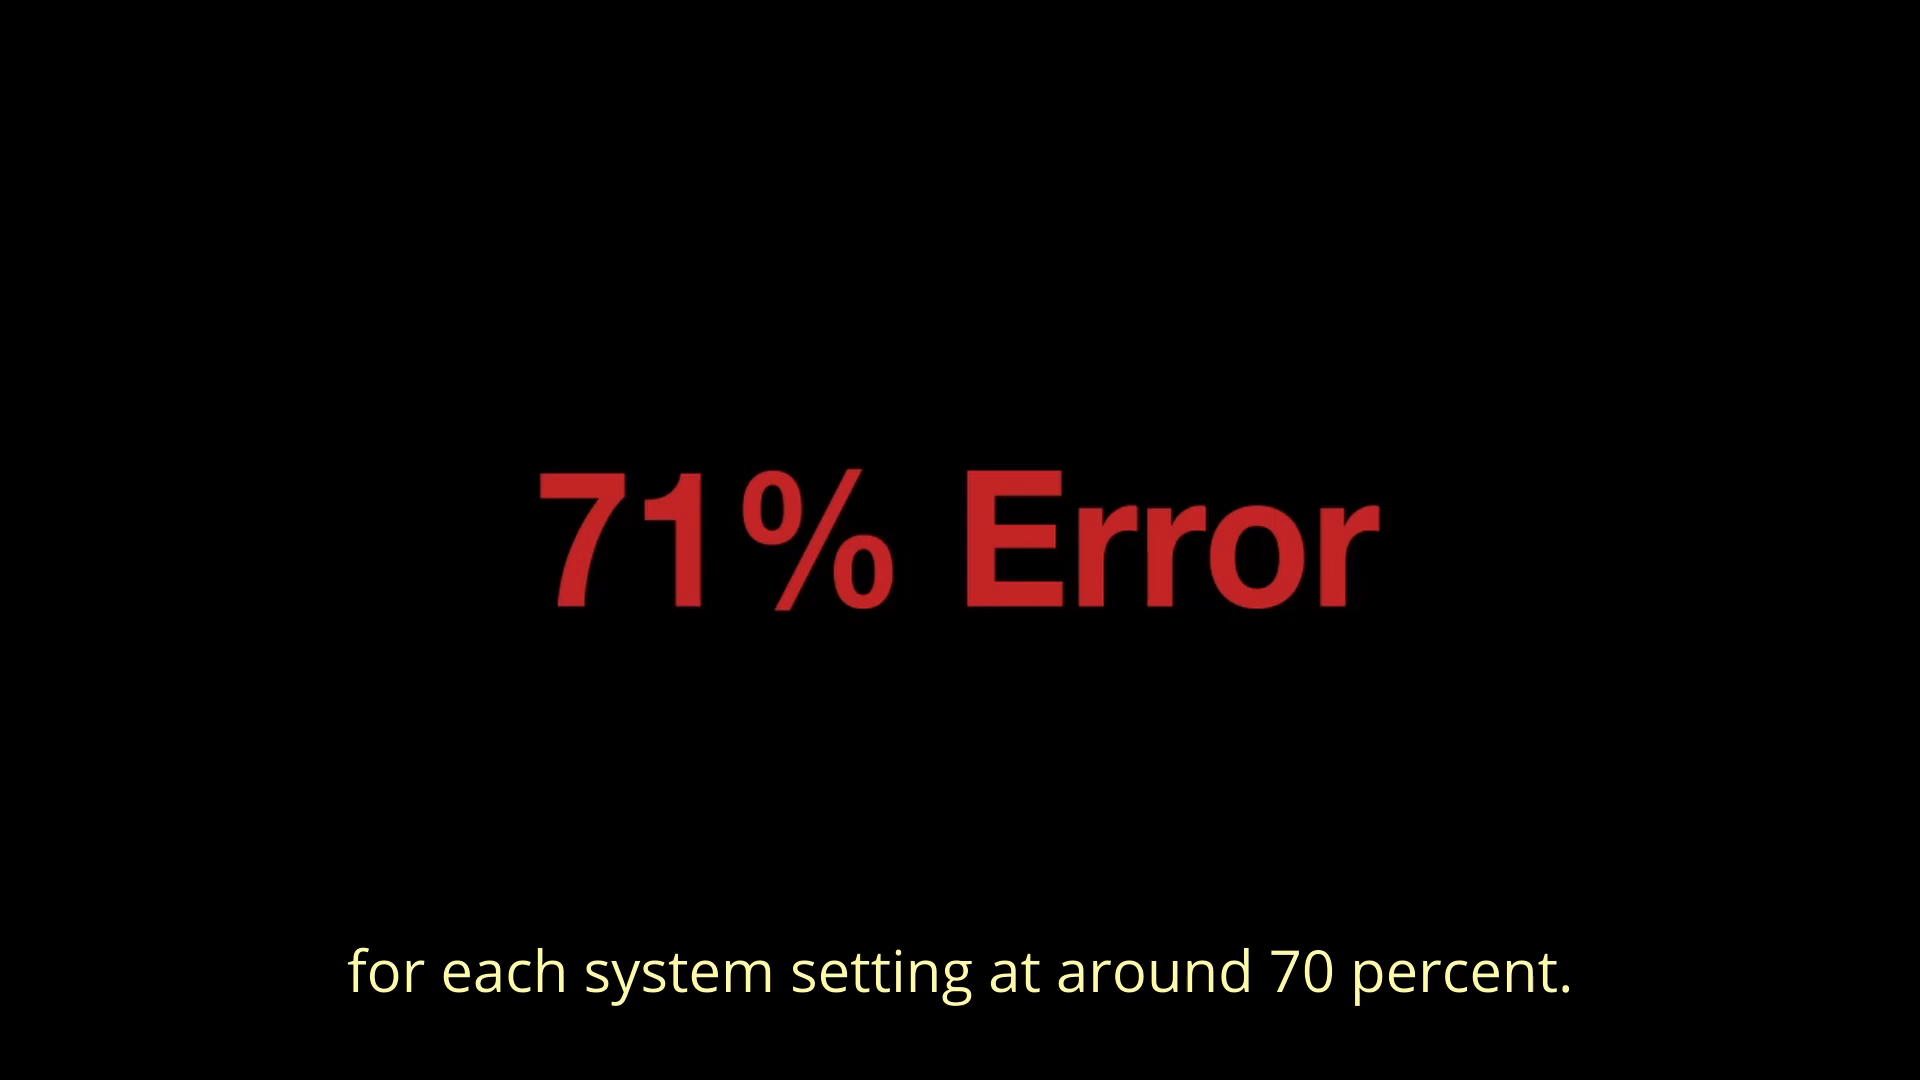 71% Error
for each system setting at around 70 percent.